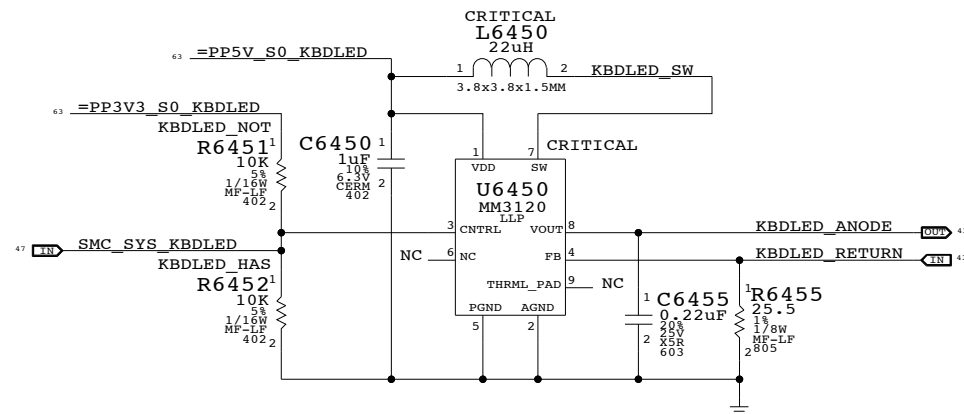 CRITICAL
L6450
22uH
63 =PP5V_S0_KBDLED
1 2 KBDLED_SW
3.8x3.8x1.5MM
63 =PP3V3_S0_KBDLED
KBDLED_NOT
R6451 1
10K
5%
1/16W
MF-LF
402
2
C6450 1
1uF
10%
6.3V
CERM
402
2
1 7 CRITICAL
VDD SW
U6450
MM3120
LLP
3 CNTRL VOUT 8 KBDLED_ANODE OUT
47 IN SMC_SYS_KBDLED
NC 6 NC FB 4 KBDLED_RETURN IN
KBDLED_HAS
R6452 1
10K
5%
1/16W
MF-LF
402
2
THRML_PAD 9 NC
PGND AGND
5 2
1 C6455
0.22uF
20%
2 25V
X5R
603
1 R6455
25.5
1%
1/8W
MF-LF
2 805